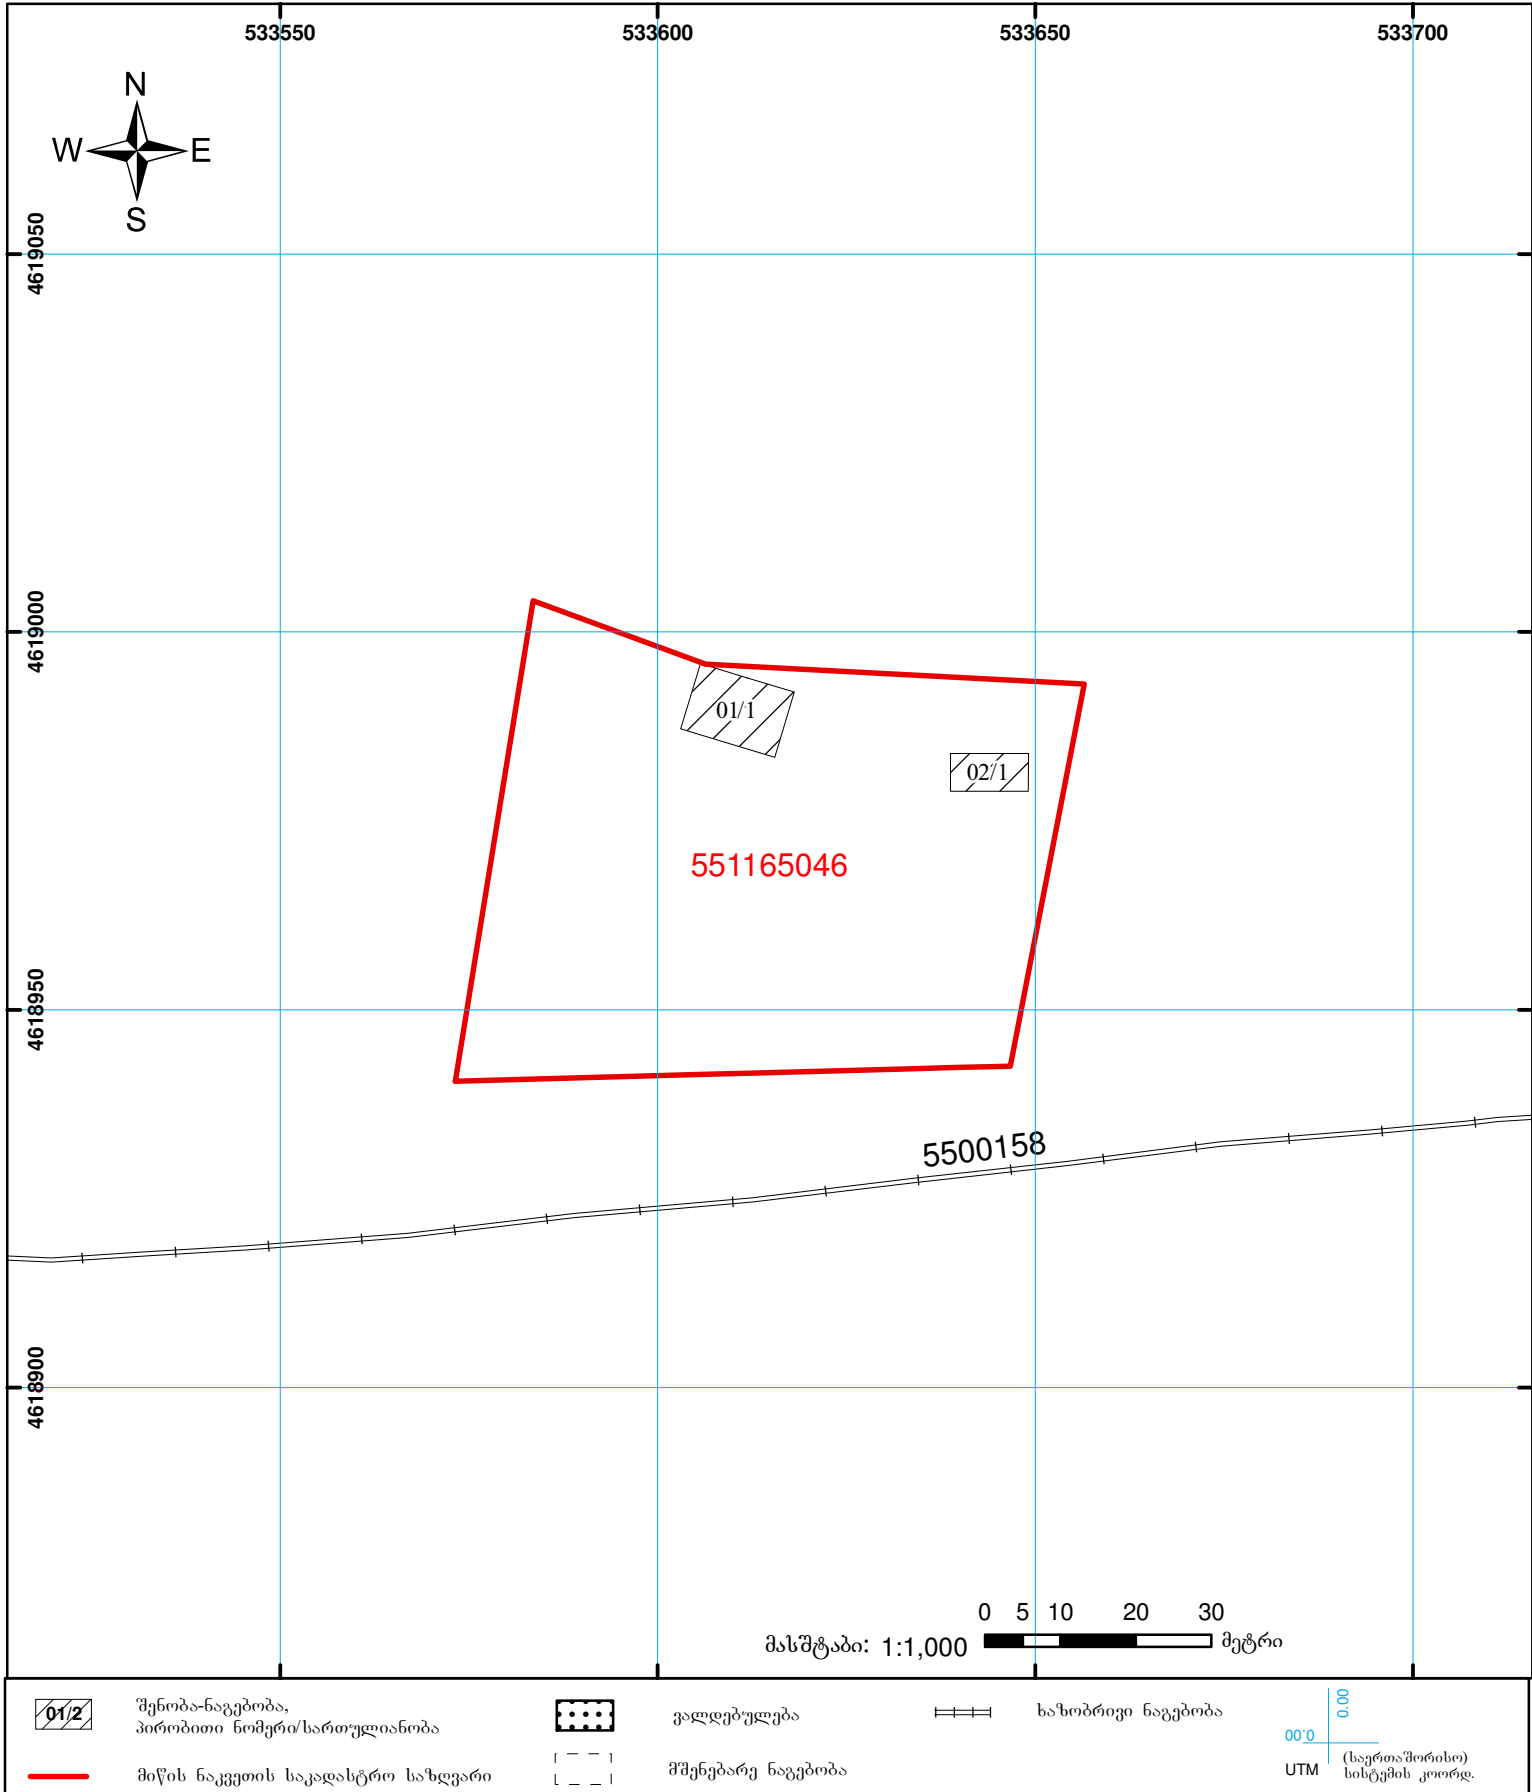 533550 533600 533650 533700
N
W E
S
4619050
4619000
4618950
4618900
01/1
02/1
551165046
5500158
0 5 10 20 30
მასშტაბი: 1:1,000 მეტრი
01/2 შენობა-ნაგებობა,
პირობითი ნომერი/სართულიანობა
ვალდებულება
ხაზობრივი ნაგებობა
მიწის ნაკვეთის საკადასტრო საზღვარი
მშენებარე ნაგებობა
00.0
00.0
UTM (საერთაშორისო)
სისტემის კოორდ.